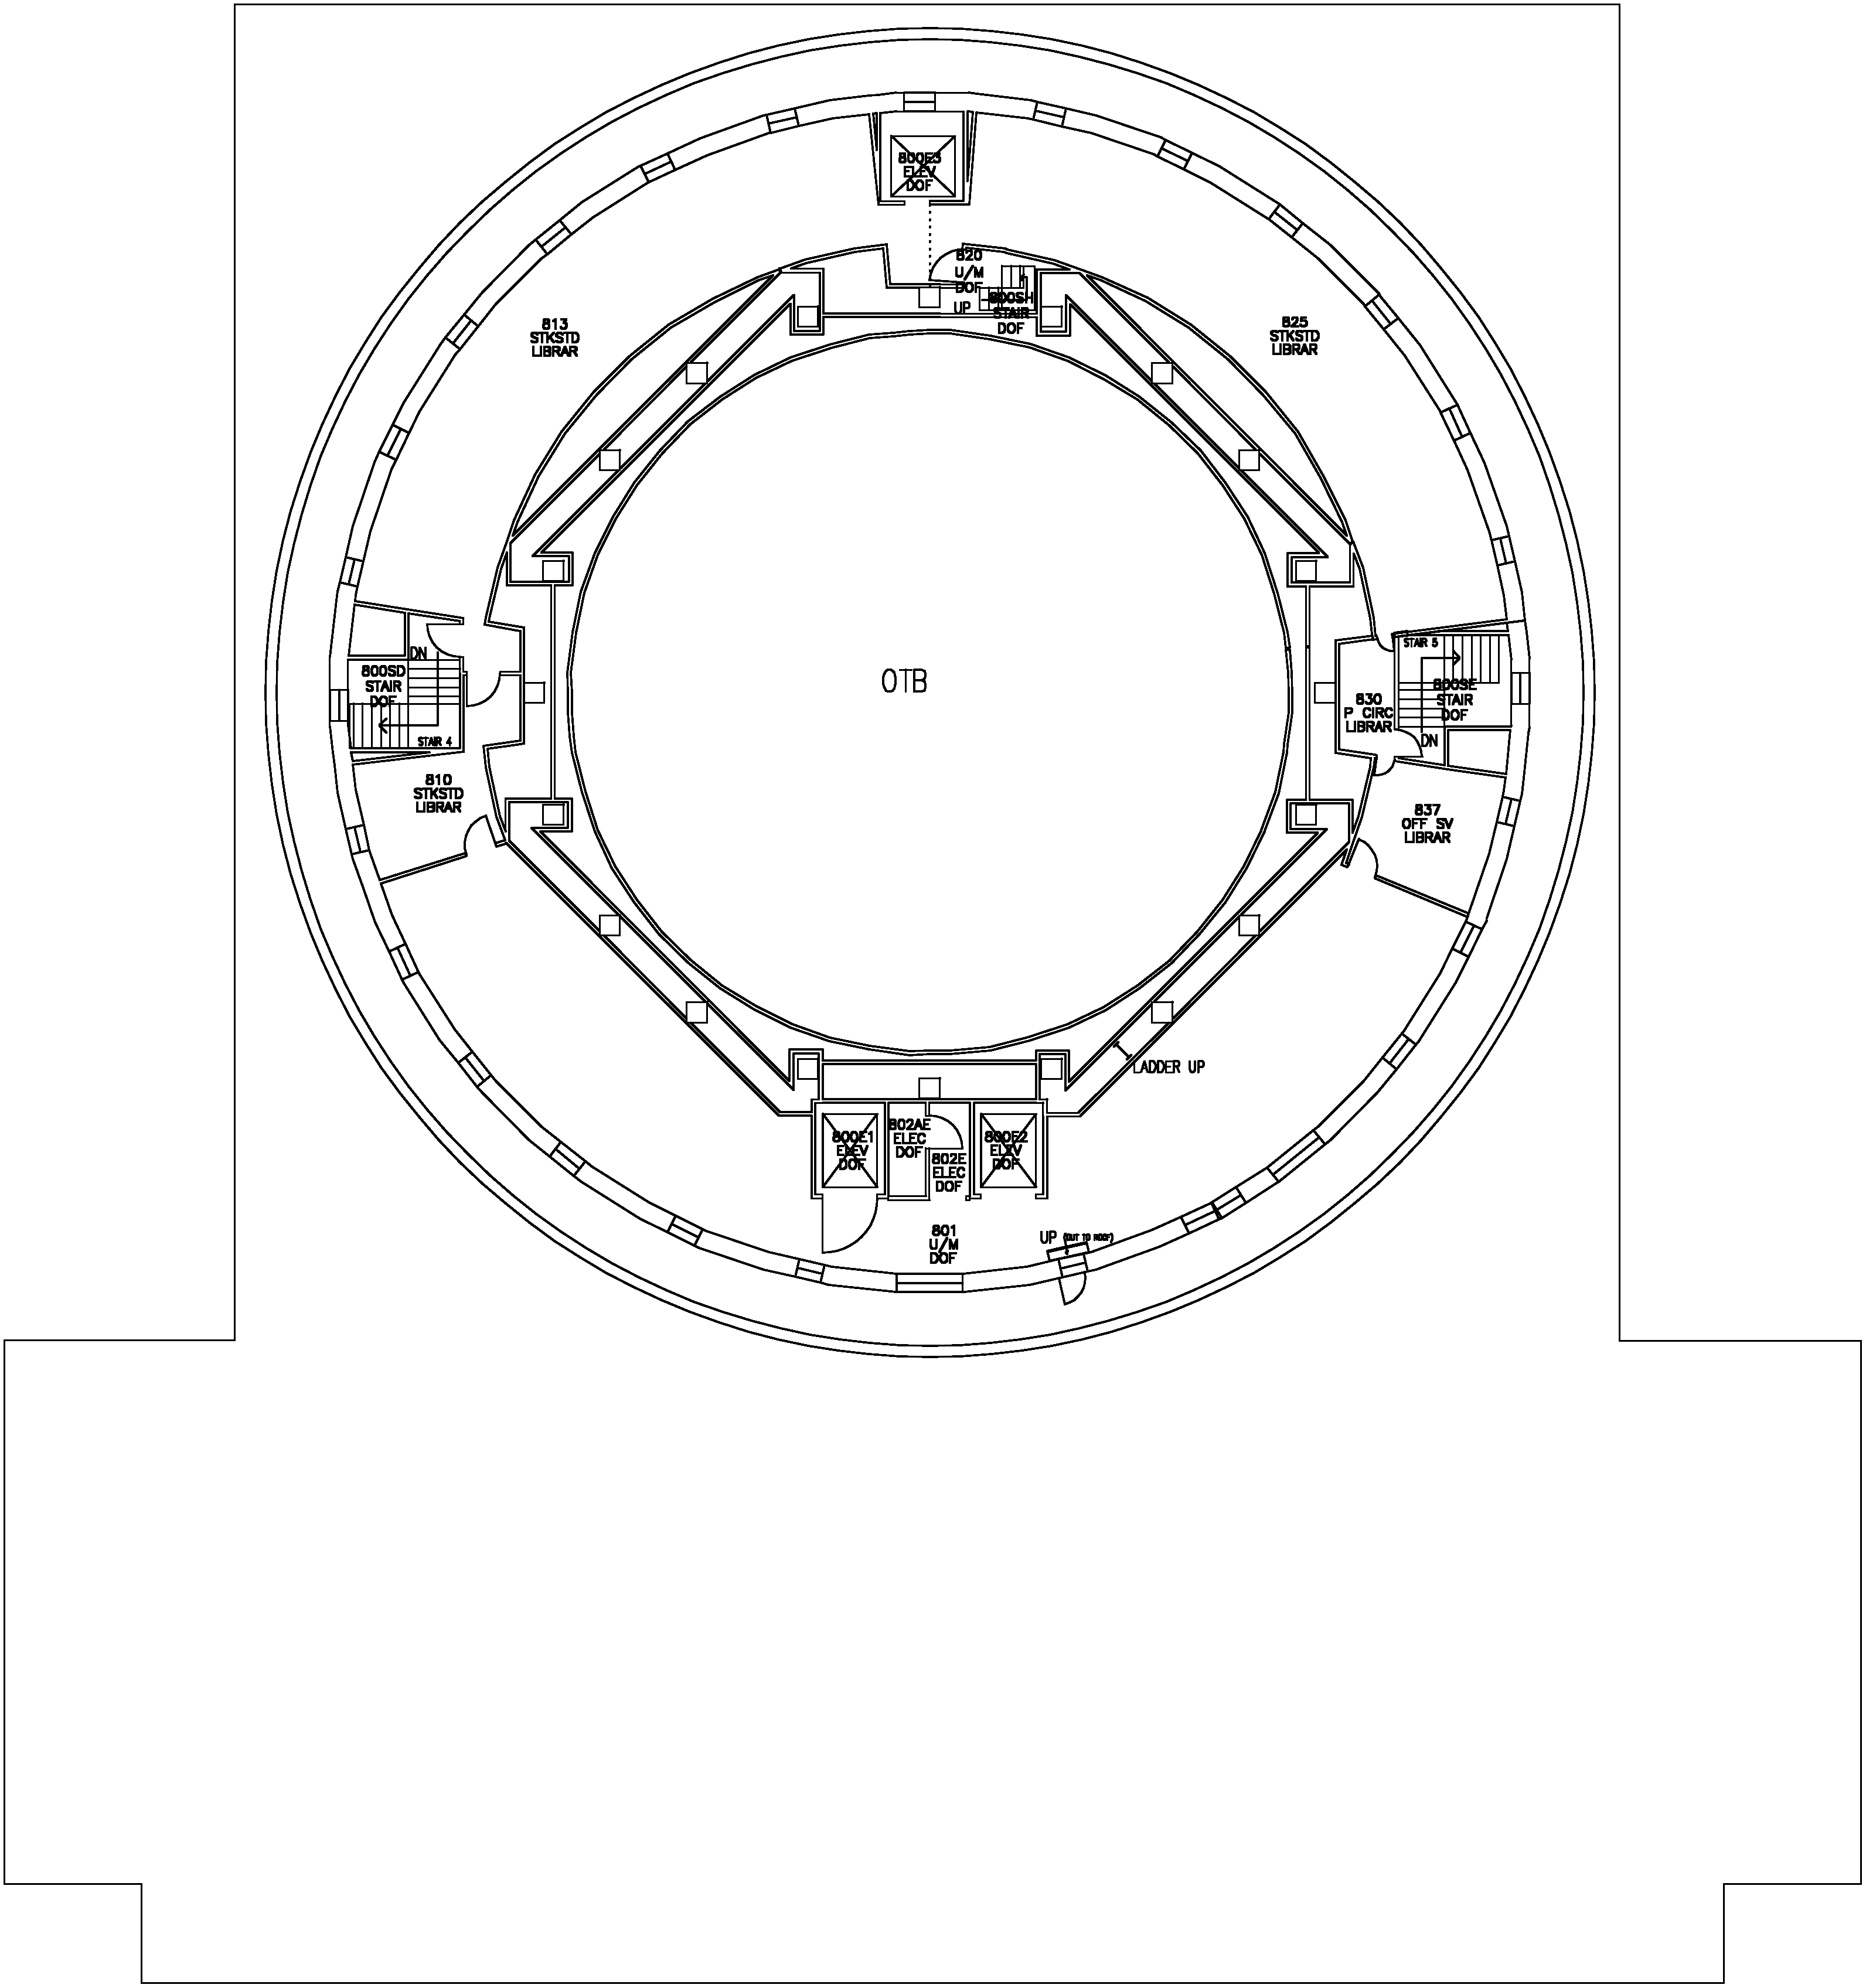 800E3
ELEV
DOF
820
U/M
DOF
UP
800SH
STAIR
DOF
813
STKSTD
LIBRAR
825
STKSTD
LIBRAR
DN
800SD
STAIR
DOF
STAIR 4
OTB
STAIR 5
800SE
STAIR
DOF
830
P CIRC
LIBRAR
DN
810
STKSTD
LIBRAR
837
OFF SV
LIBRAR
LADDER UP
800E1
ELEV
DOF
802AE
ELEC
DOF
802E
ELEC
DOF
800E2
ELEV
DOF
801
U/M
DOF
UP (OUT TO ROOF)